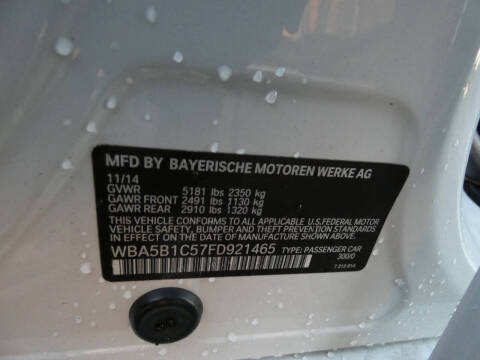 MFD BY BAYERISCHE MOTOREN WERKE AG
11/14
GVWR 5181 lbs 2350 kg
GAWR FRONT 2491 lbs 1130 kg
GAWR REAR 2910 lbs 1320 kg
THIS VEHICLE CONFORMS TO ALL APPLICABLE U.S.FEDERAL MOTOR
VEHICLE SAFETY, BUMPER AND THEFT PREVENTION STANDARDS
IN EFFECT ON THE DATE OF MANUFACTURE SHOWN ABOVE.
WBA5B1C57FD921465 TYPE: PASSENGER CAR
300/0